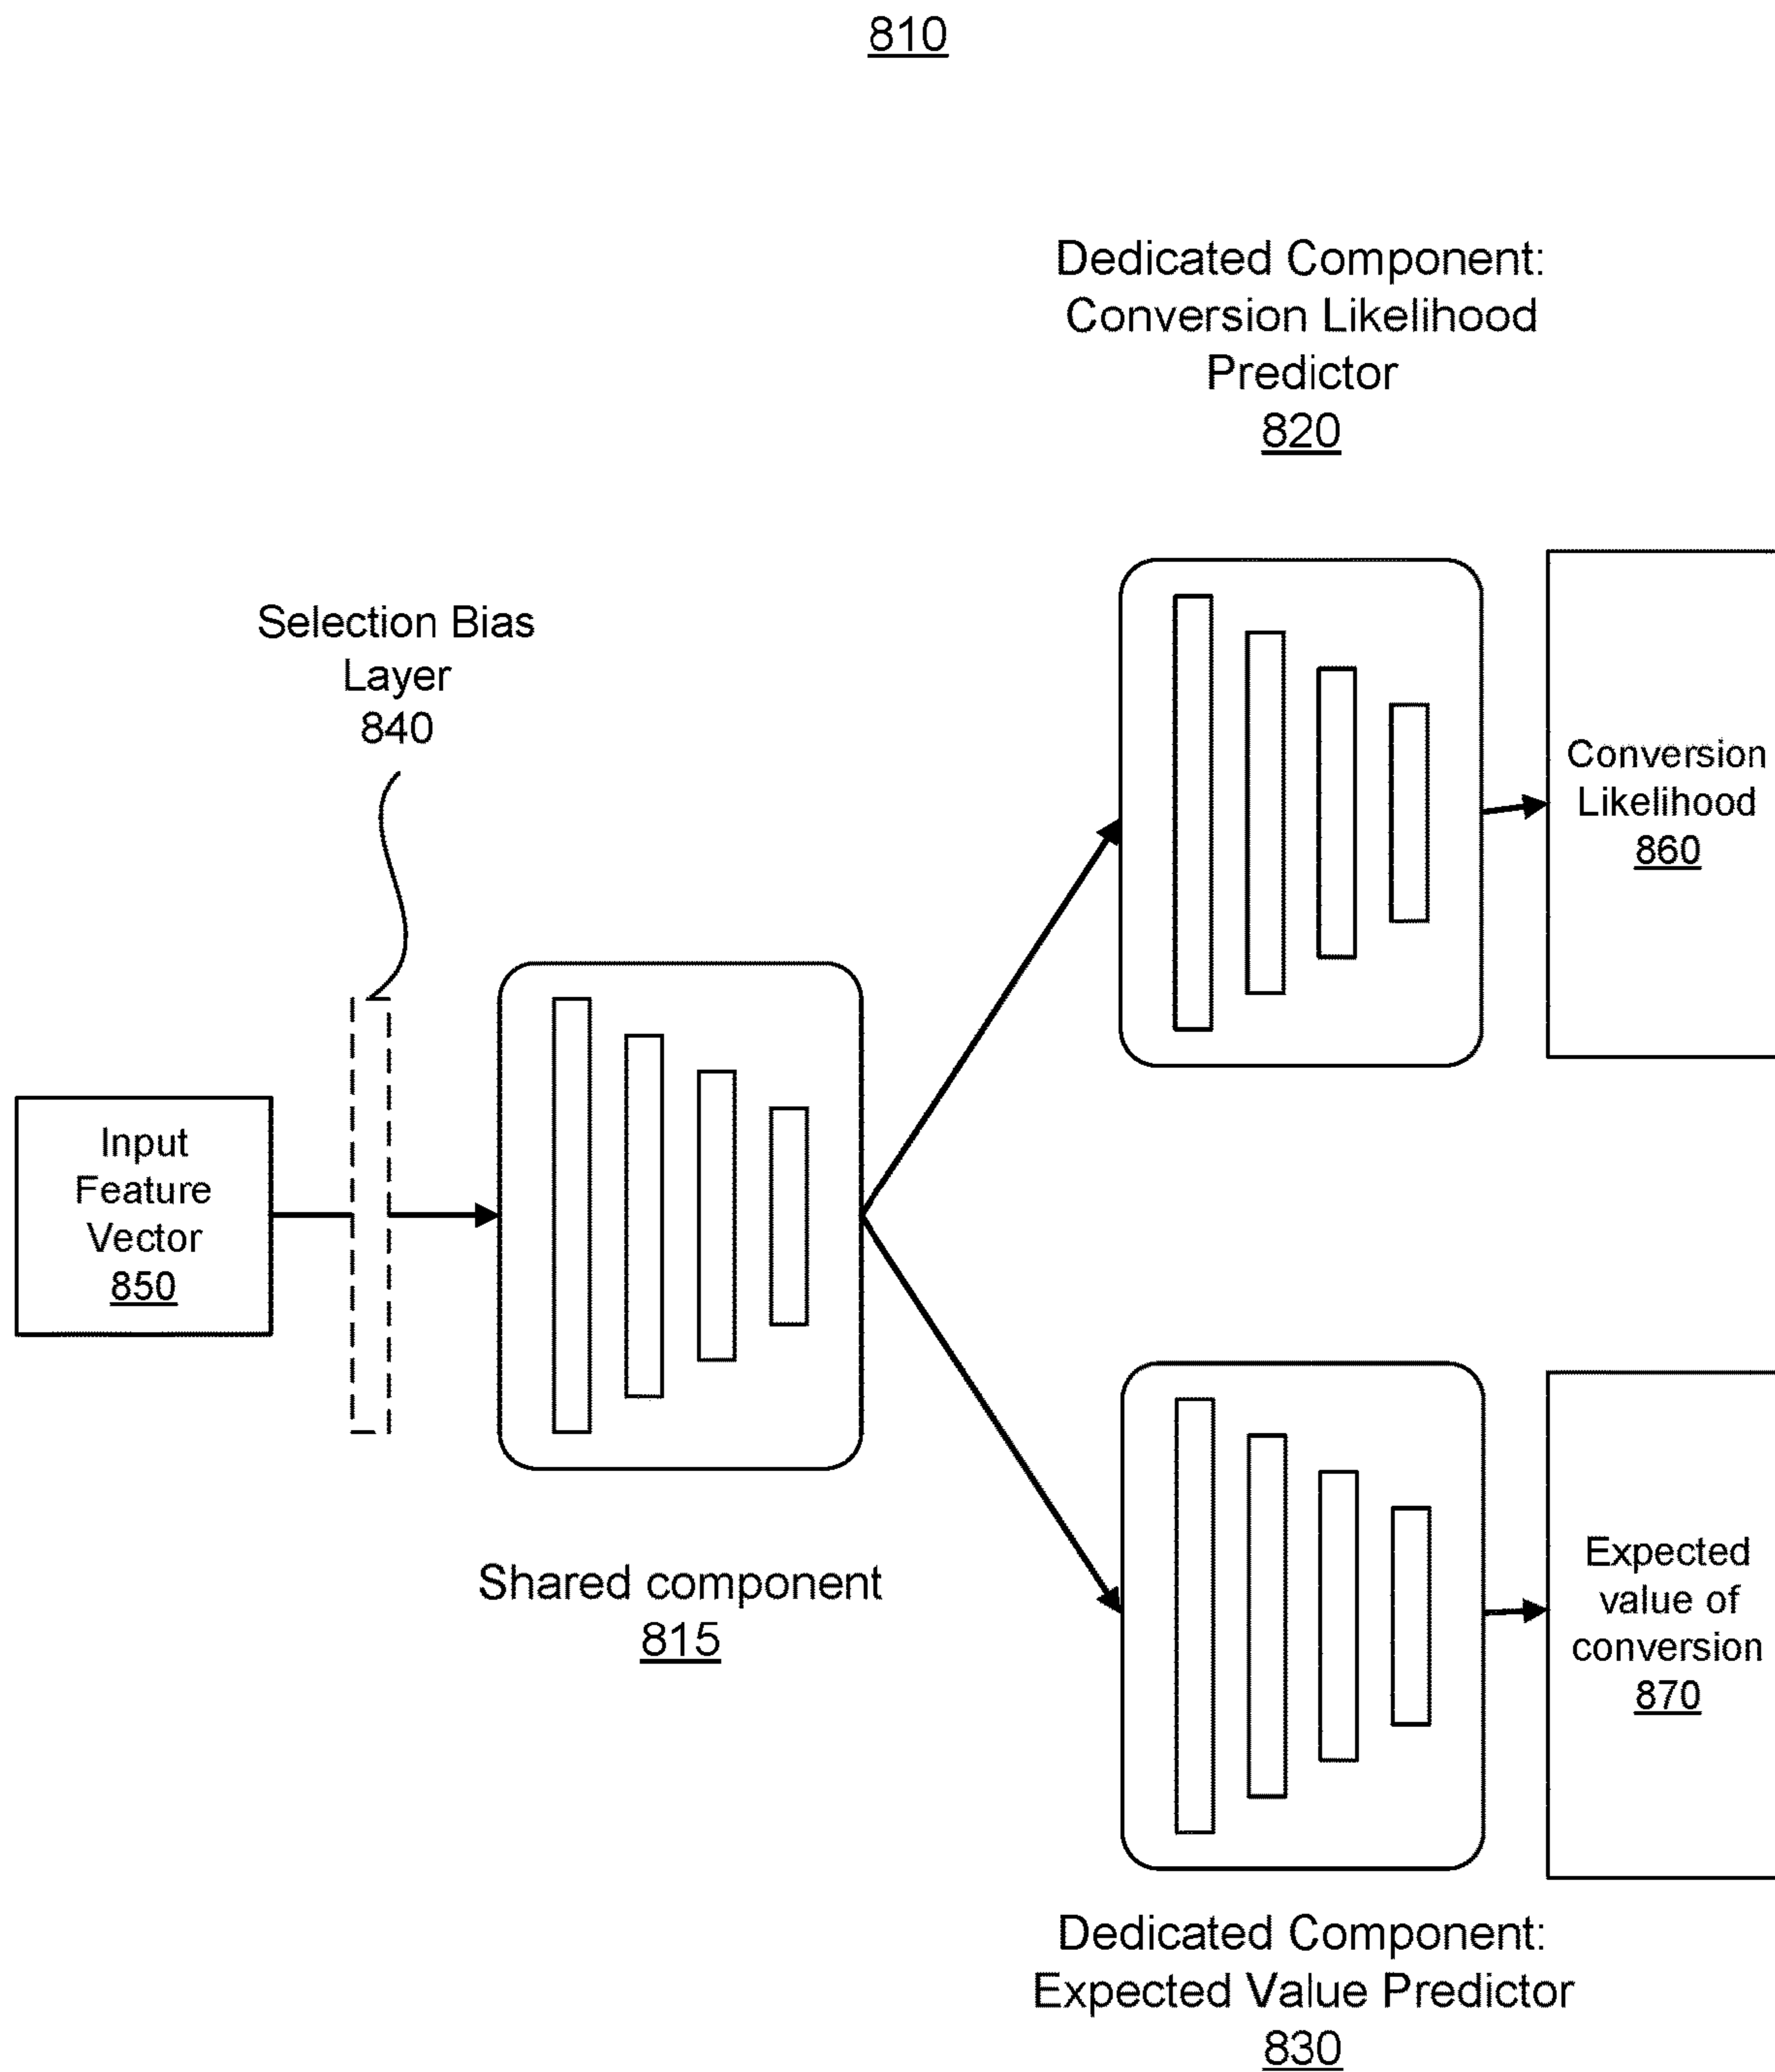 810
Dedicated Component:
Conversion Likelihood
Predictor
820
Selection Bias
Layer
840
Conversion
Likelihood
860
Input
Feature
Vector
850
Shared component
815
Expected
value of
conversion
870
Dedicated Component:
Expected Value Predictor
830